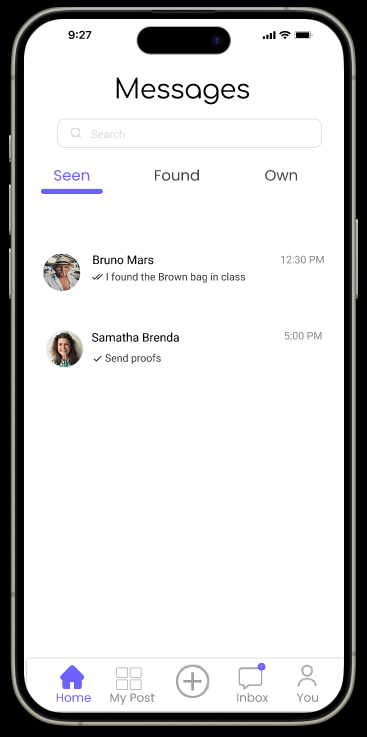 9:27
Messages
Search
Seen Found Own
Bruno Mars 12:30 PM
I found the Brown bag in class
Samatha Brenda 5:00 PM
Send proofs
Home My Post Inbox You